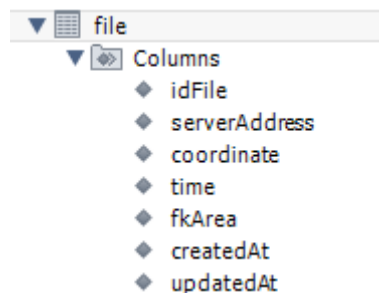 file
Columns
idFile
serverAddress
coordinate
time
fkArea
createdAt
updatedAt